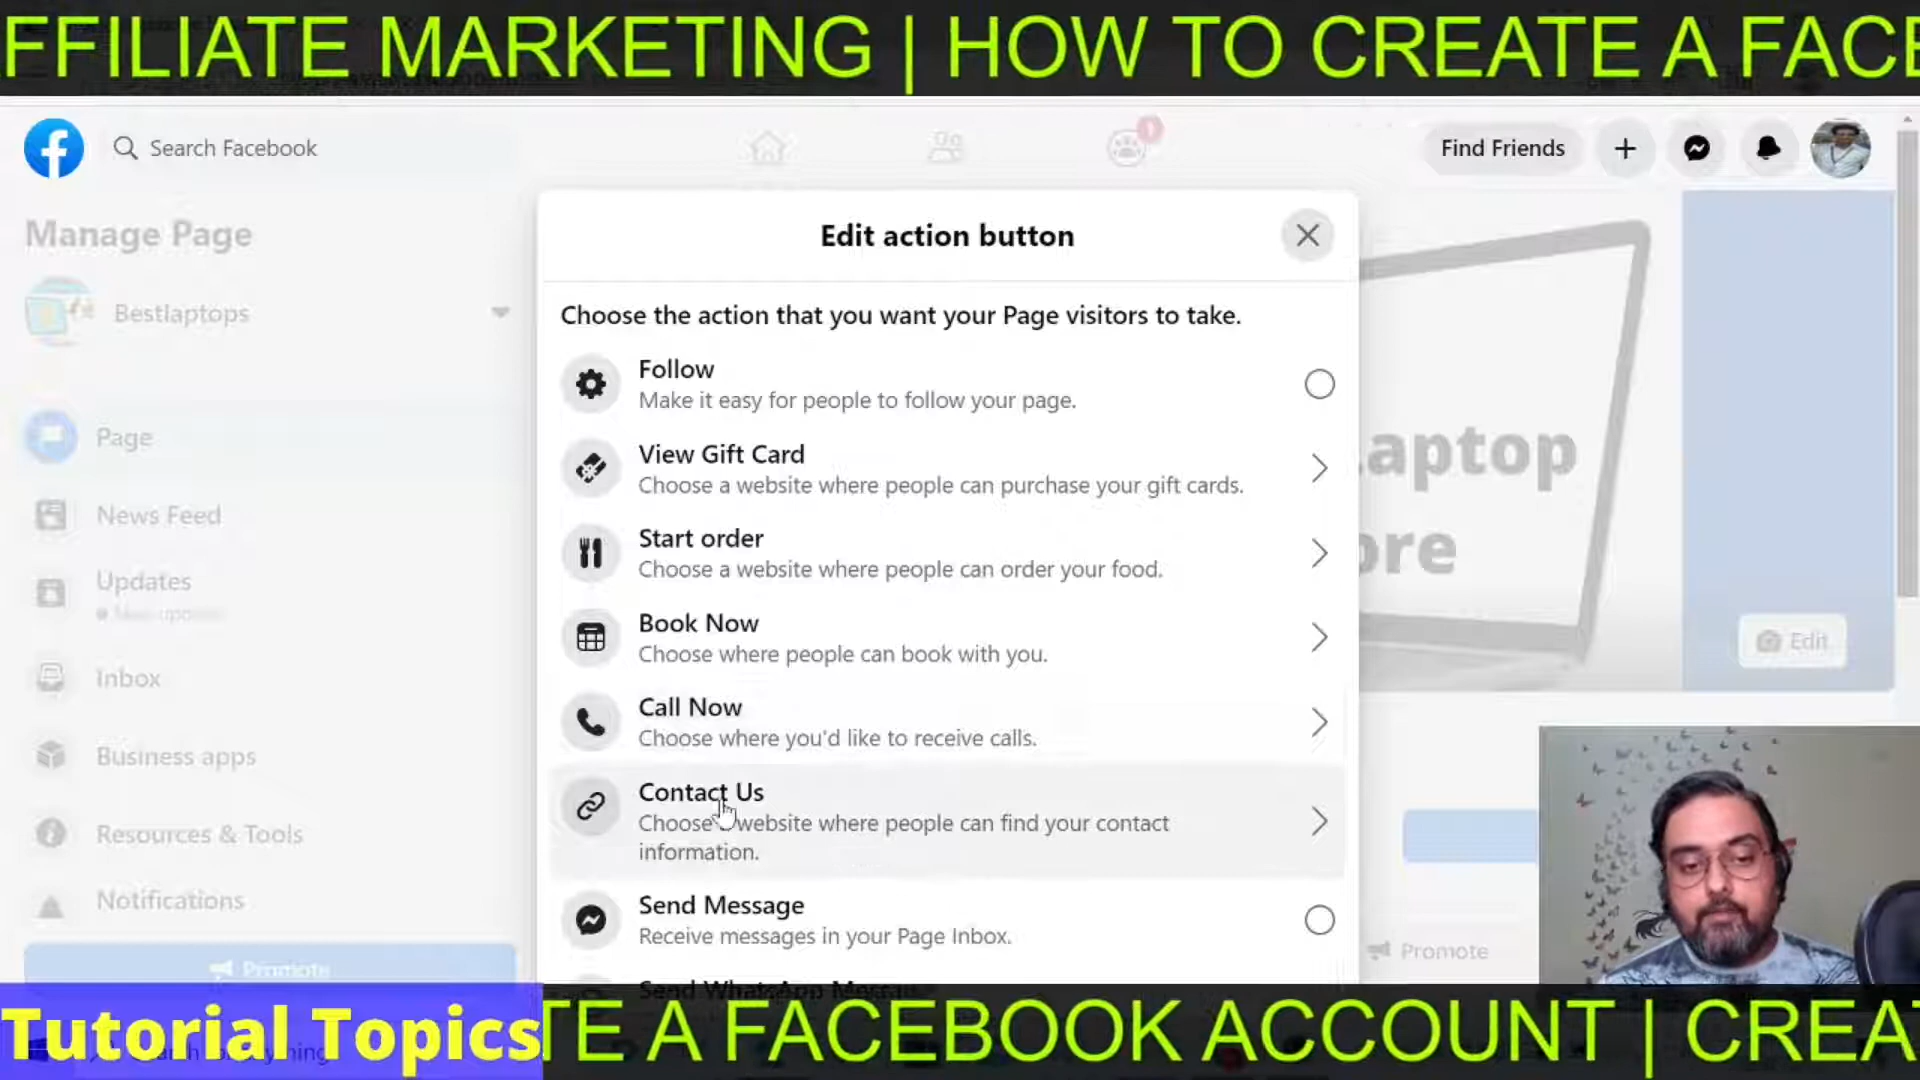 FFILIATE MARKETING | HOW TO CREATE A FACE
Search Facebook
Find Friends
Manage Page
Bestlaptops
Page
News Feed
Updates
Inbox
Business apps
Resources & Tools
Notifications
Promote
Edit action button
Choose the action that you want your Page visitors to take.
Follow
Make it easy for people to follow your page.
View Gift Card
Choose a website where people can purchase your gift cards.
Start order
Choose a website where people can order your food.
Book Now
Choose where people can book with you.
Call Now
Choose where you'd like to receive calls.
Contact Us
Choose a website where people can find your contact
information.
Send Message
Receive messages in your Page Inbox.
Send WhatsApp
aptop
ore
Edit
Promote
Tutorial Topics
TE A FACEBOOK ACCOUNT | CREA